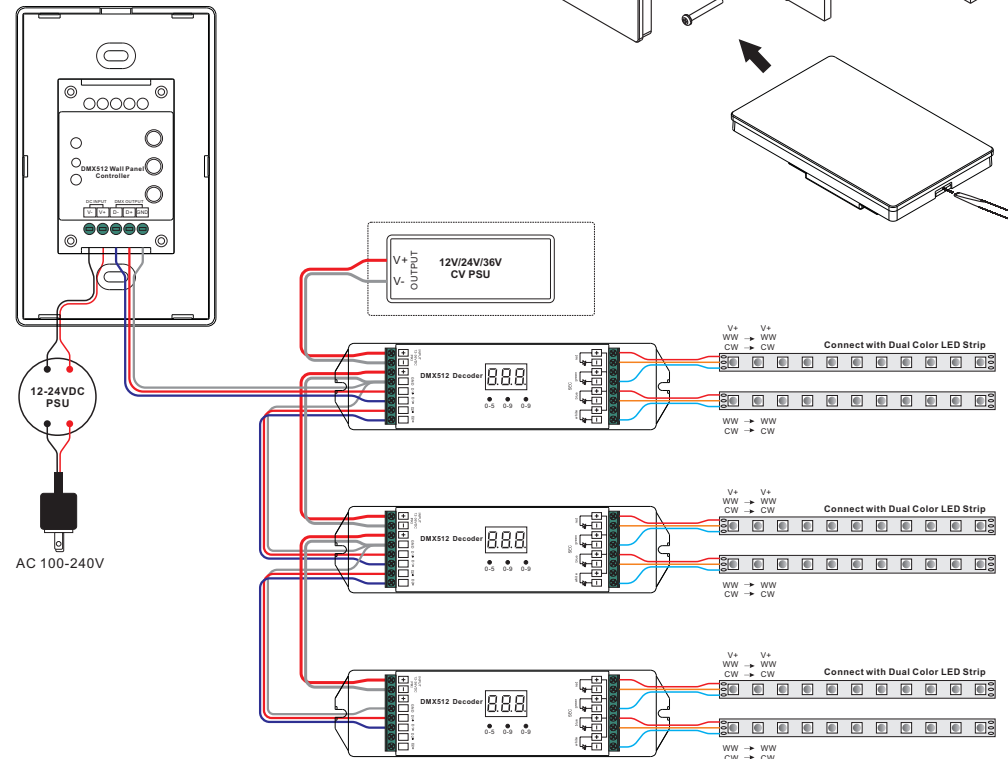 DMX512 Wall Panel
Controller
DC INPUT DMX OUTPUT
V- V+ D- D+ GND
12-24VDC
PSU
AC 100-240V
V+
V-
OUTPUT
12V/24V/36V
CV PSU
DMX512 Decoder
0-5 0-9 0-9
V+ V+
WW → WW
CW → CW
Connect with Dual Color LED Strip
WW → WW
CW → CW
DMX512 Decoder
0-5 0-9 0-9
V+ V+
WW → WW
CW → CW
Connect with Dual Color LED Strip
WW → WW
CW → CW
DMX512 Decoder
0-5 0-9 0-9
V+ V+
WW → WW
CW → CW
Connect with Dual Color LED Strip
WW → WW
CW → CW